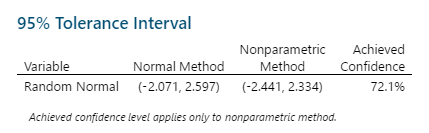 95% Tolerance Interval
Nonparametric Achieved
Variable Normal Method Method Confidence
Random Normal (-2.071, 2.597) (-2.441, 2.334) 72.1%
Achieved confidence level applies only to nonparametric method.